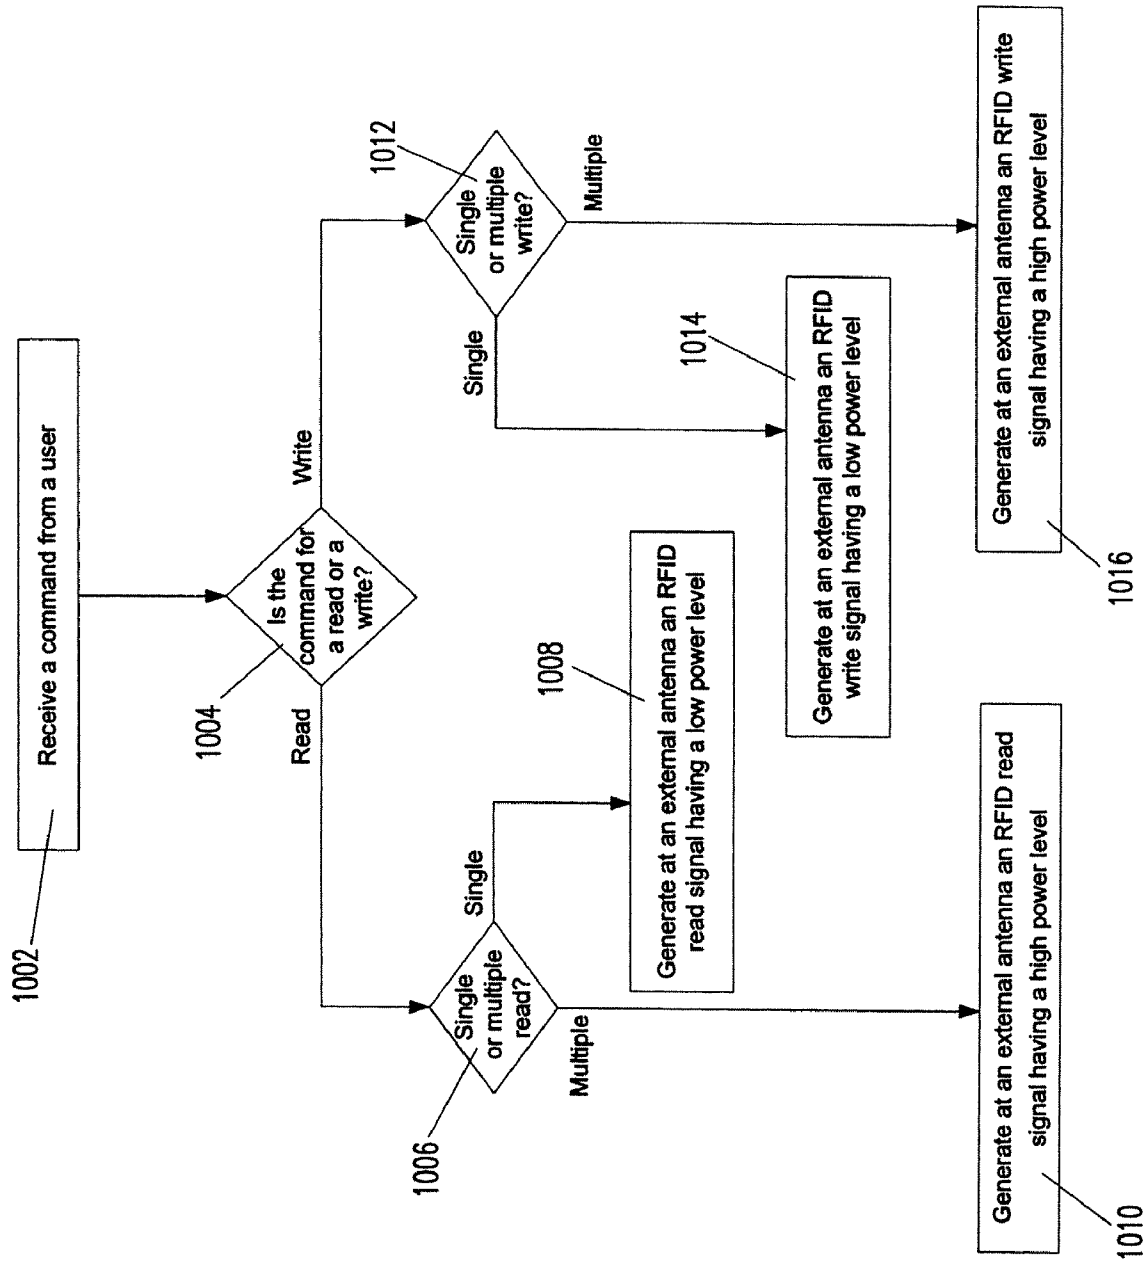 Receive a command from a user
1002
Is the
command for
a read or a
write?
1004
Read
Write
Single
or multiple
read?
1006
Single
Multiple
Generate at an external antenna an RFID
read signal having a low power level
1008
Generate at an external antenna an RFID read
signal having a high power level
1010
Single
or multiple
write?
1012
Single
Multiple
Generate at an external antenna an RFID
write signal having a low power level
1014
Generate at an external antenna an RFID write
signal having a high power level
1016